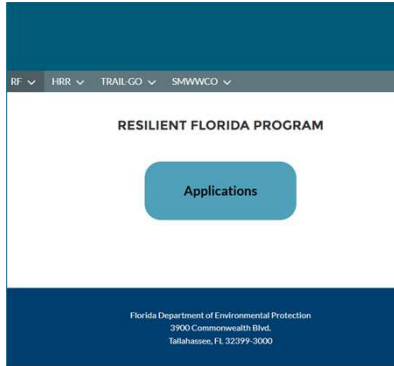 RF HRR TRAIL-GO SMWWCO
RESILIENT FLORIDA PROGRAM
Applications
Florida Department of Environmental Protection
3900 Commonwealth Blvd.
Tallahassee, FL 32399-3000